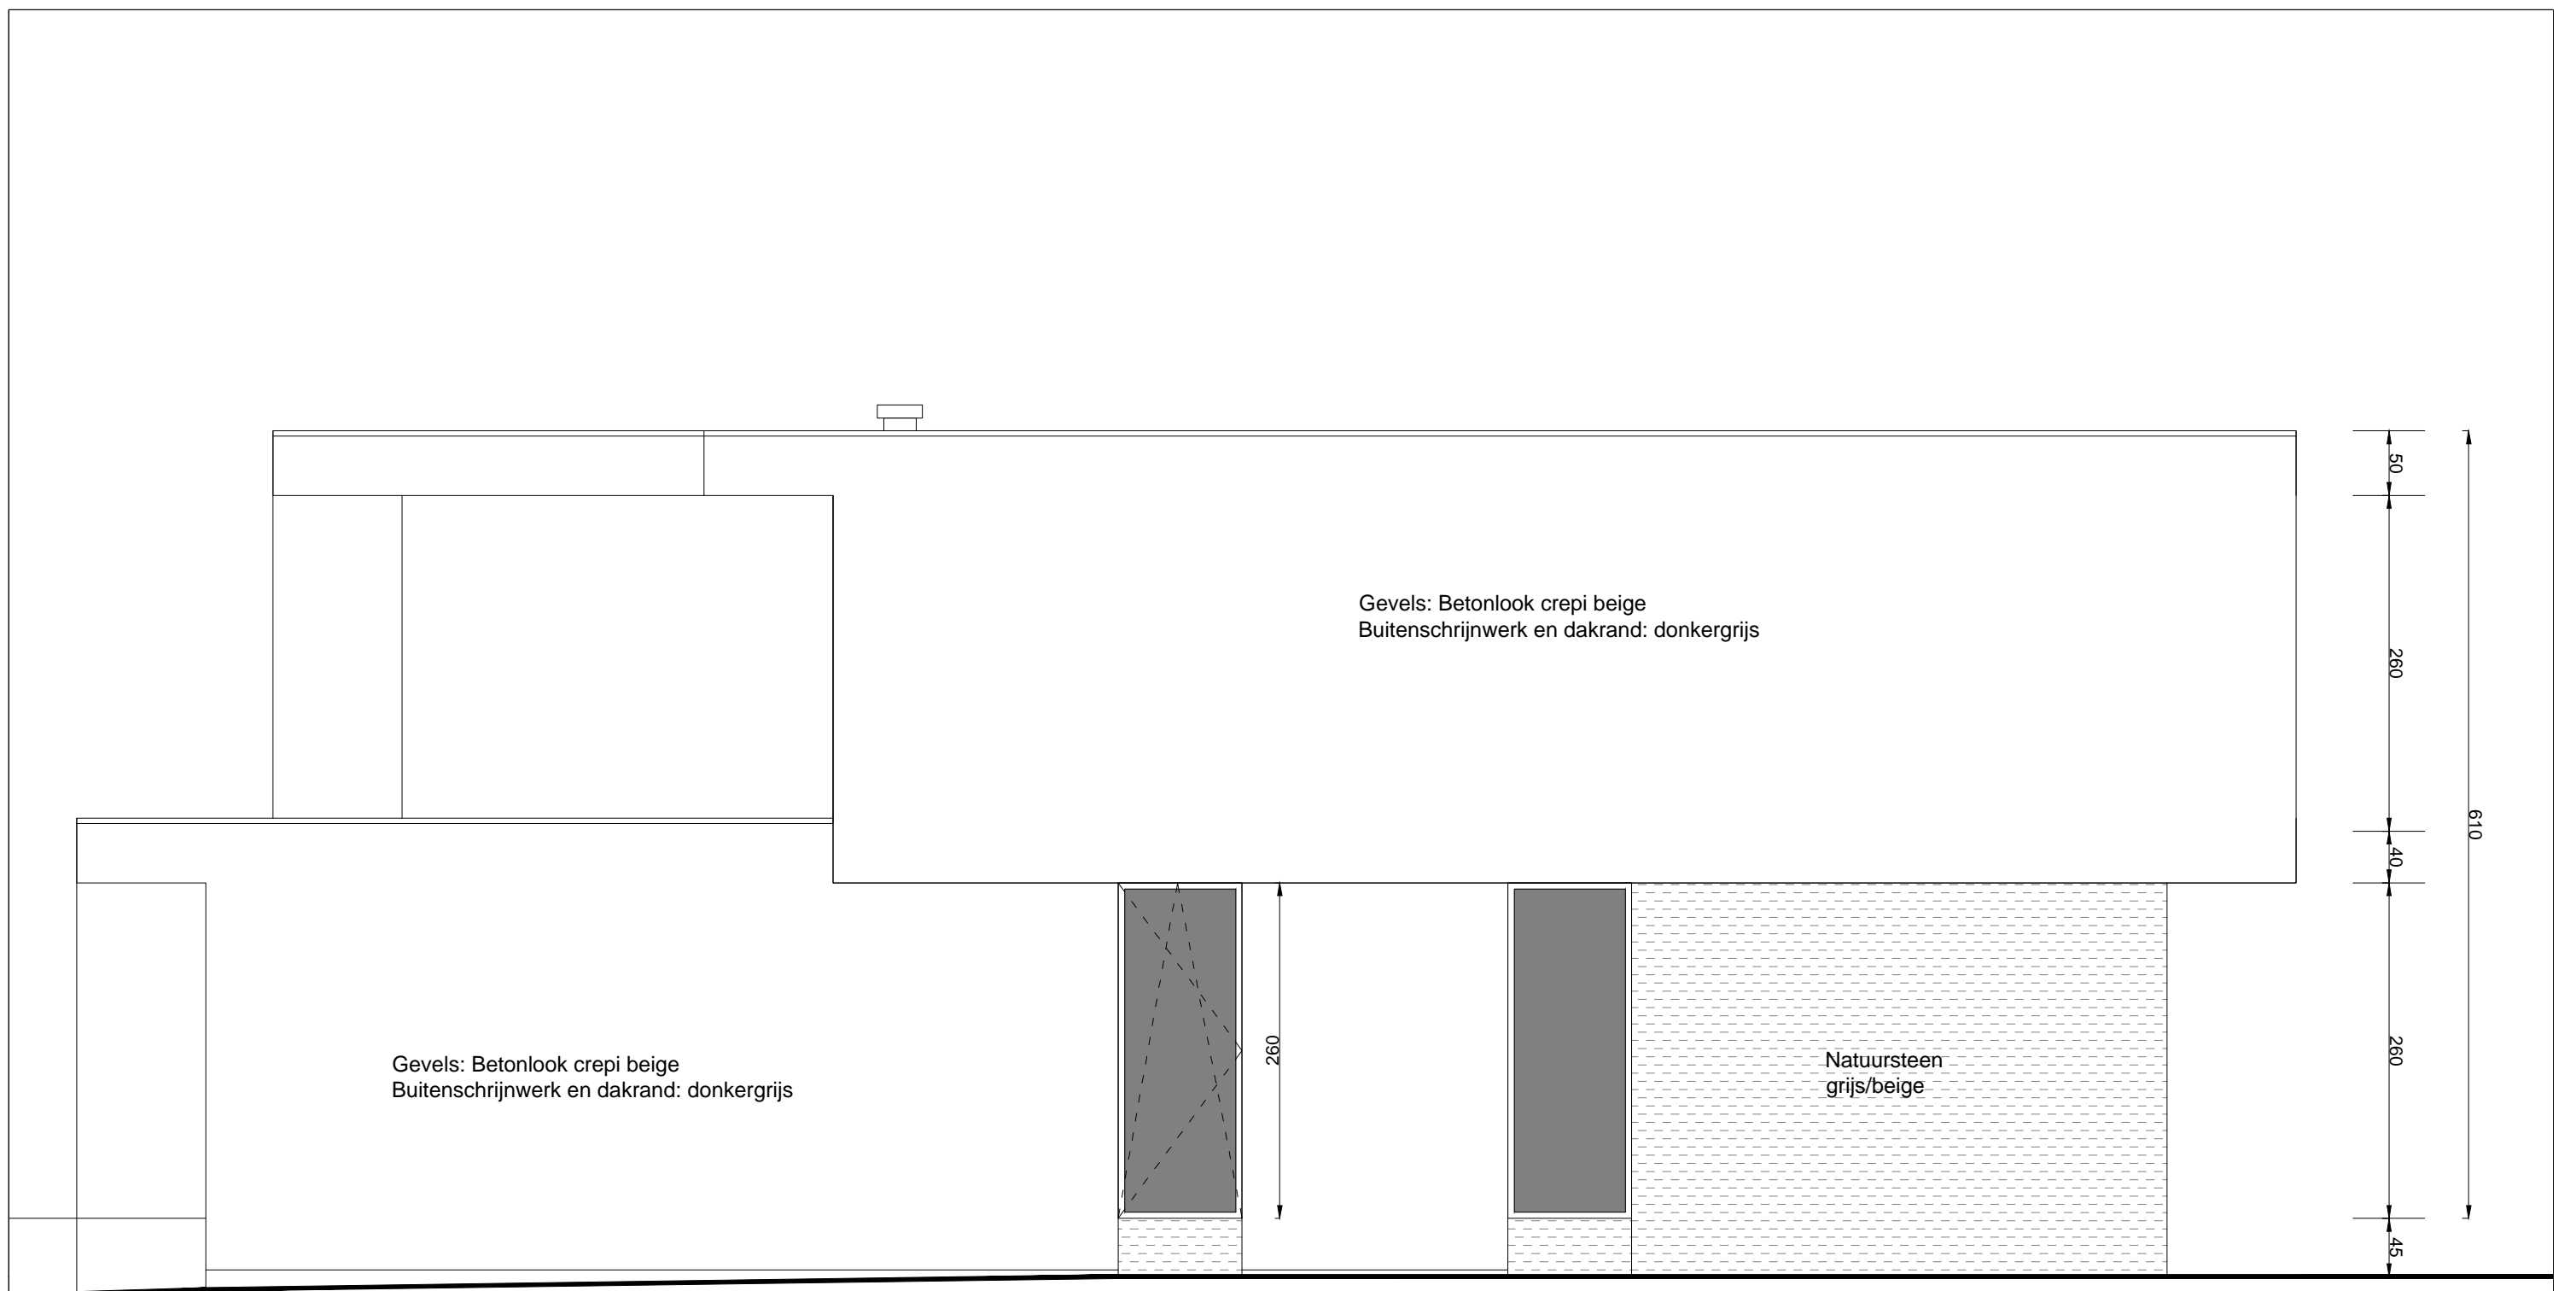 50
Gevels: Betonlook crepi beige
Buitenschrijnwerk en dakrand: donkergrijs
260
610
40
Gevels: Betonlook crepi beige
Buitenschrijnwerk en dakrand: donkergrijs
260
Natuursteen
grijs/beige
260
45